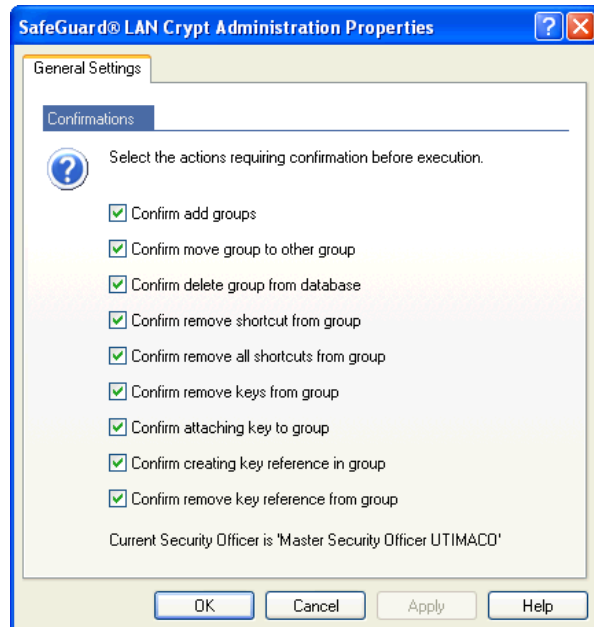 SafeGuard® LAN Crypt Administration Properties
General Settings
Confirmations
Select the actions requiring confirmation before execution.
Confirm add groups
Confirm move group to other group
Confirm delete group from database
Confirm remove shortcut from group
Confirm remove all shortcuts from group
Confirm remove keys from group
Confirm attaching key to group
Confirm creating key reference in group
Confirm remove key reference from group
Current Security Officer is 'Master Security Officer UTIMACO'
OK Cancel Apply Help